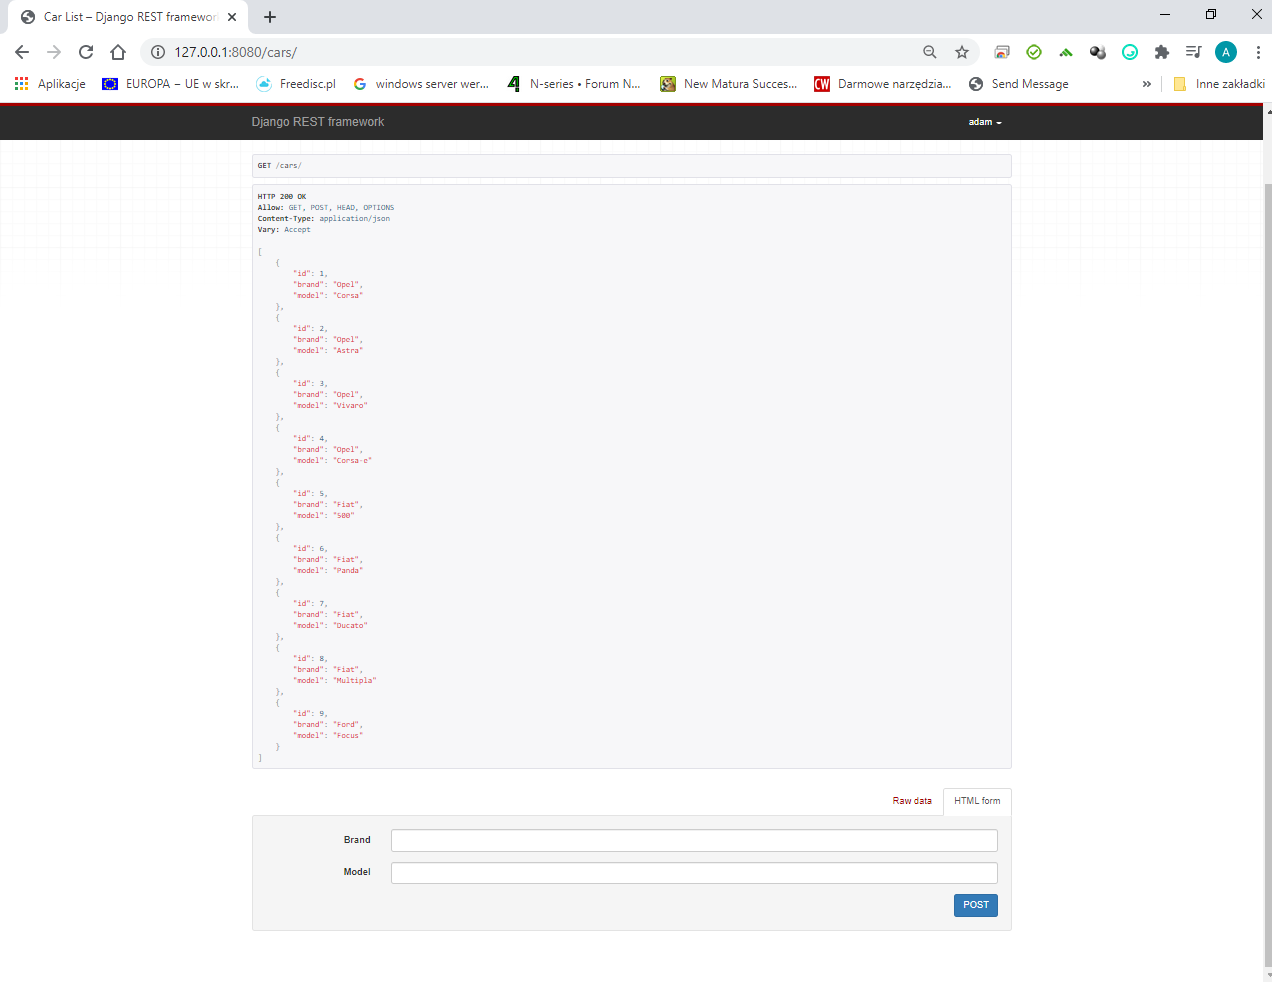 Car List – Django REST framewor
127.0.0.1:8080/cars/
A
Aplikacje
EUROPA – UE w skr...
Freedisc.pl
windows server wer...
N-series • Forum N...
New Matura Succes...
CW
Darmowe narzędzia...
Send Message
»
Inne zakładki
Django REST framework
adam
GET /cars/
HTTP 200 OK
Allow: GET, POST, HEAD, OPTIONS
Content-Type: application/json
Vary: Accept
[
{
"id": 1,
"brand": "Opel",
"model": "Corsa"
},
{
"id": 2,
"brand": "Opel",
"model": "Astra"
},
{
"id": 3,
"brand": "Opel",
"model": "Vivaro"
},
{
"id": 4,
"brand": "Opel",
"model": "Corsa-e"
},
{
"id": 5,
"brand": "Fiat",
"model": "500"
},
{
"id": 6,
"brand": "Fiat",
"model": "Panda"
},
{
"id": 7,
"brand": "Fiat",
"model": "Ducato"
},
{
"id": 8,
"brand": "Fiat",
"model": "Multipla"
},
{
"id": 9,
"brand": "Ford",
"model": "Focus"
}
]
Raw data
HTML form
Brand
Model
POST